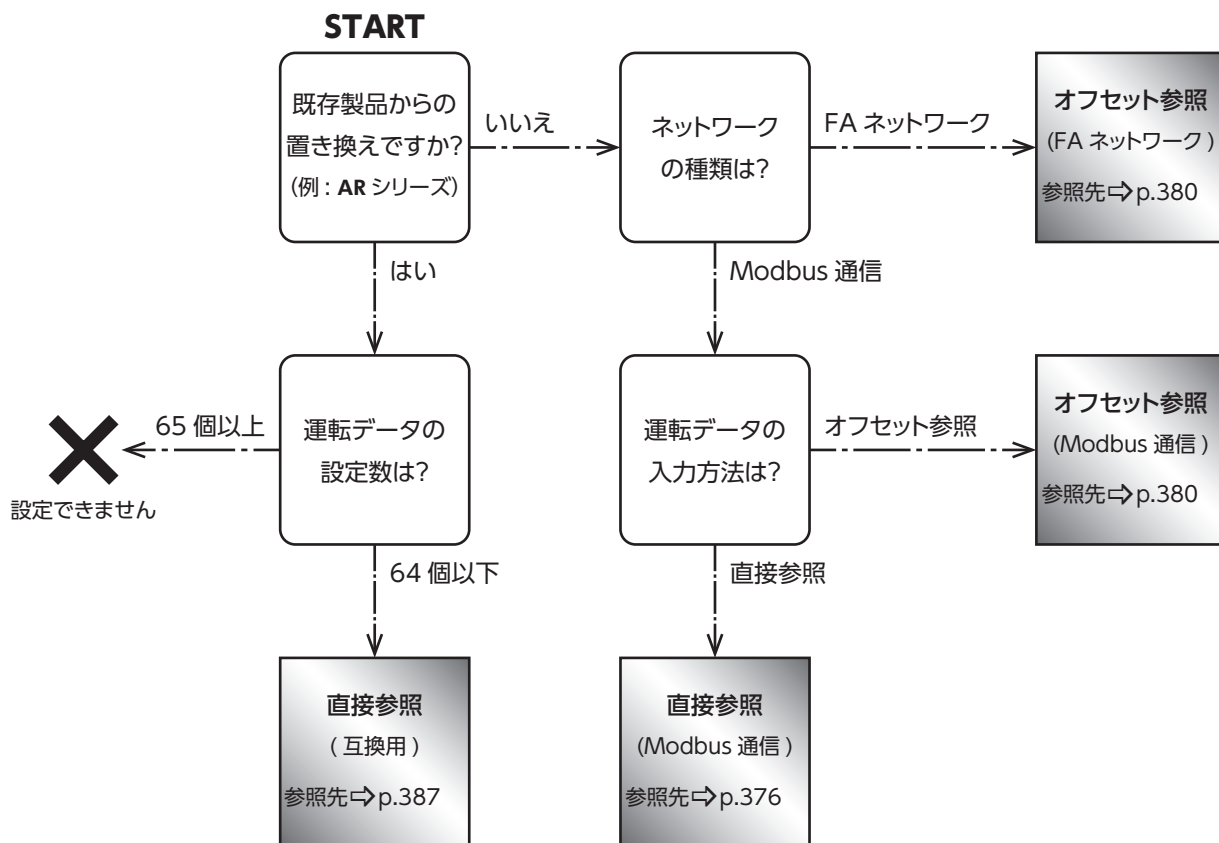 START
既存製品からの
置き換えですか?
(例 : AR シリーズ)
いいえ
ネットワーク
の種類は?
FA ネットワーク
オフセット参照
(FA ネットワーク )
参照先⇨p.380
はい
Modbus 通信
設定できません
65 個以上
運転データの
設定数は?
運転データの
入力方法は?
オフセット参照
オフセット参照
(Modbus 通信 )
参照先⇨p.380
64 個以下
直接参照
直接参照
( 互換用 )
参照先⇨p.387
直接参照
(Modbus 通信 )
参照先⇨p.376